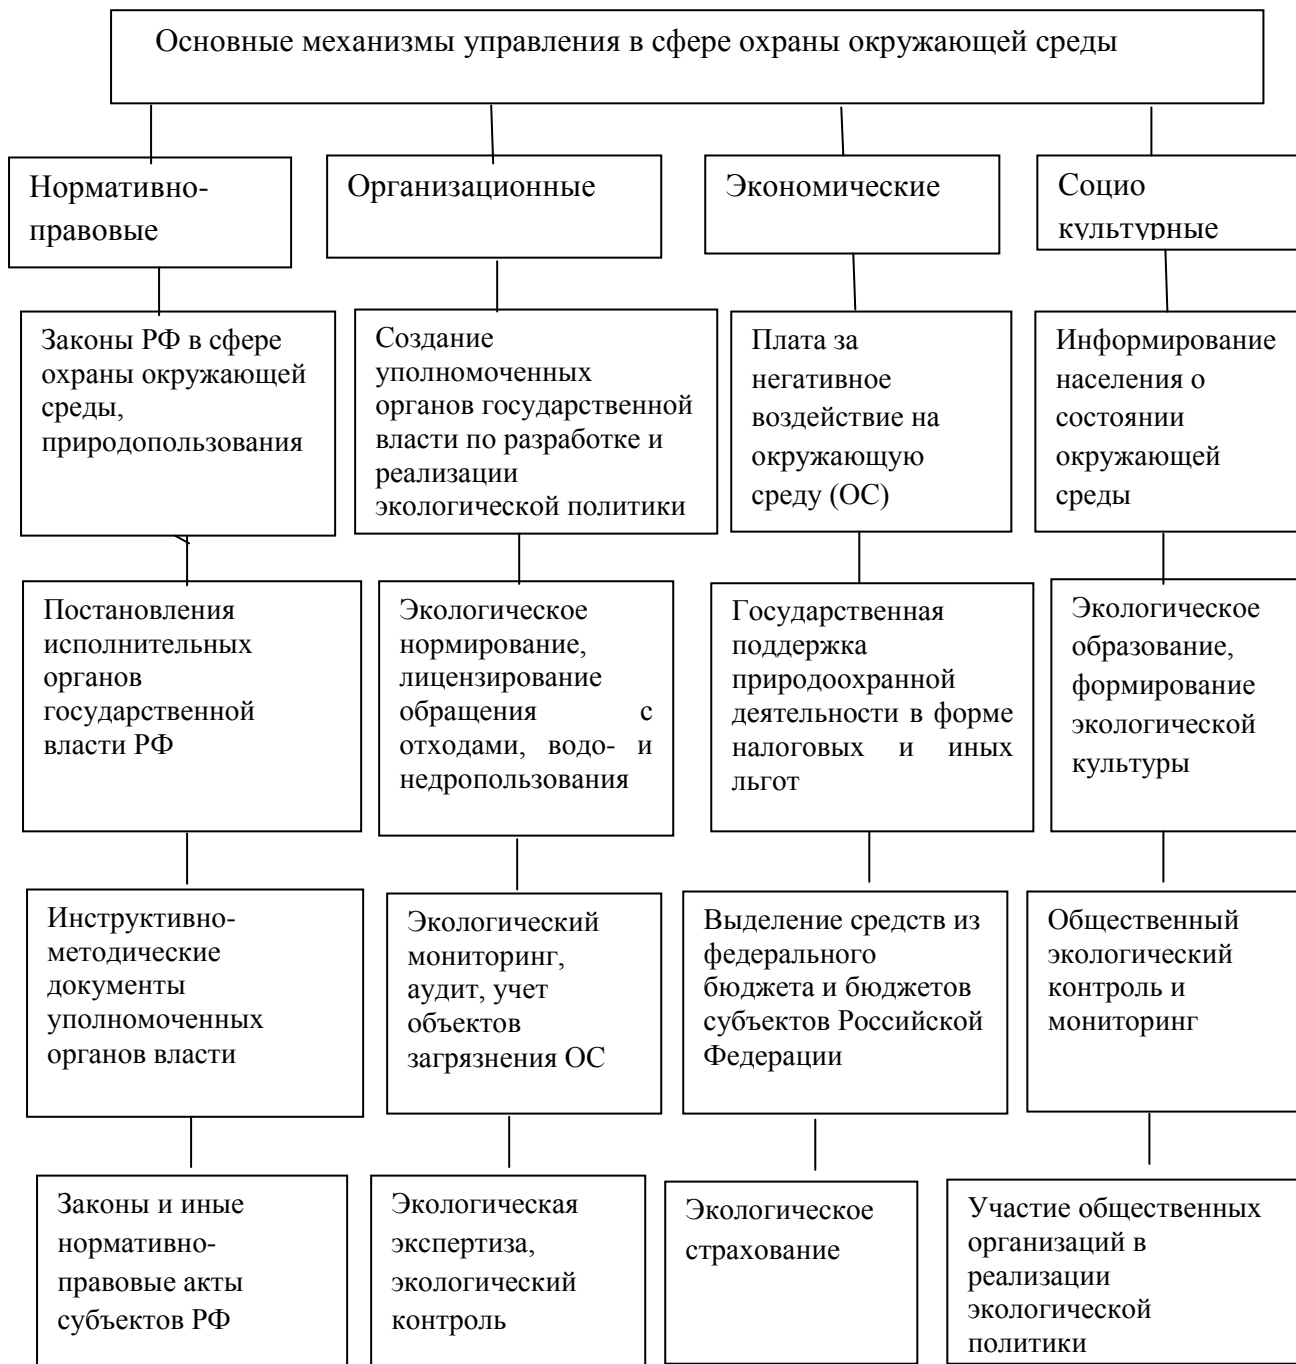 Основные механизмы управления в сфере охраны окружающей среды
Нормативно-
правовые
Организационные
Экономические
Социо
культурные
Законы РФ в сфере
охраны окружающей
среды,
природопользования
Создание
уполномоченных
органов государственной
власти по разработке и
реализации
экологической политики
Плата за
негативное
воздействие на
окружающую
среду (ОС)
Информирование
населения о
состоянии
окружающей
среды
Постановления
исполнительных
органов
государственной
власти РФ
Экологическое
нормирование,
лицензирование
обращения с
отходами, водо- и
недропользования
Государственная
поддержка
природоохранной
деятельности в форме
налоговых и иных
льгот
Экологическое
образование,
формирование
экологической
культуры
Инструктивно-
методические
документы
уполномоченных
органов власти
Экологический
мониторинг,
аудит, учет
объектов
загрязнения ОС
Выделение средств из
федерального
бюджета и бюджетов
субъектов Российской
Федерации
Общественный
экологический
контроль и
мониторинг
Законы и иные
нормативно-
правовые акты
субъектов РФ
Экологическая
экспертиза,
экологический
контроль
Экологическое
страхование
Участие общественных
организаций в
реализации
экологической
политики